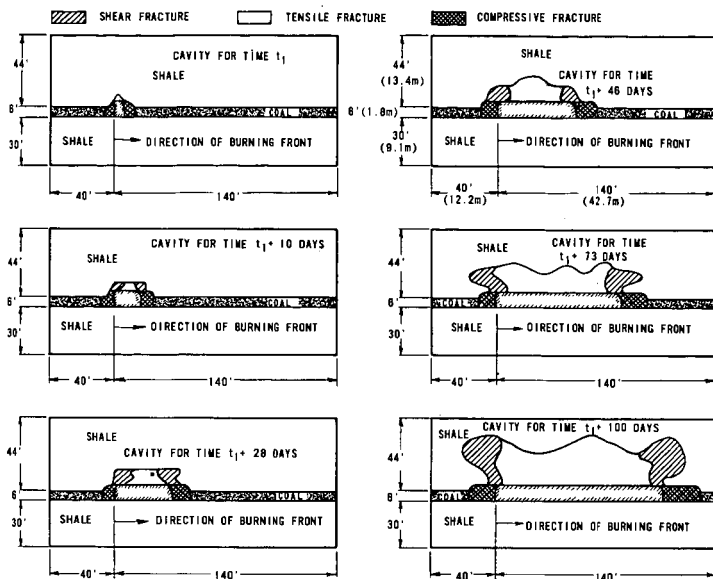 SHEAR FRACTURE TENSILE FRACTURE COMPRESSIVE FRACTURE
CAVITY FOR TIME t1
SHALE
44'
6'
COAL
30'
SHALE DIRECTION OF BURNING FRONT
40' 140'
SHALE
CAVITY FOR TIME
t1+ 46 DAYS
44'
(13.4m)
6'(1.8m)
COAL
30'
(9.1m)
SHALE DIRECTION OF BURNING FRONT
40' 140'
(12.2m) (42.7m)
CAVITY FOR TIME t1+ 10 DAYS
SHALE
44'
6'
COAL
30'
SHALE DIRECTION OF BURNING FRONT
40' 140'
SHALE CAVITY FOR TIME
t1+ 73 DAYS
44'
6'
COAL
30'
SHALE DIRECTION OF BURNING FRONT
40' 140'
SHALE
CAVITY FOR TIME t1+ 28 DAYS
44'
6'
COAL
30'
SHALE DIRECTION OF BURNING FRONT
40' 140'
CAVITY FOR TIME t1+ 100 DAYS
SHALE
44'
6'
COAL
30'
SHALE DIRECTION OF BURNING FRONT
40' 140'